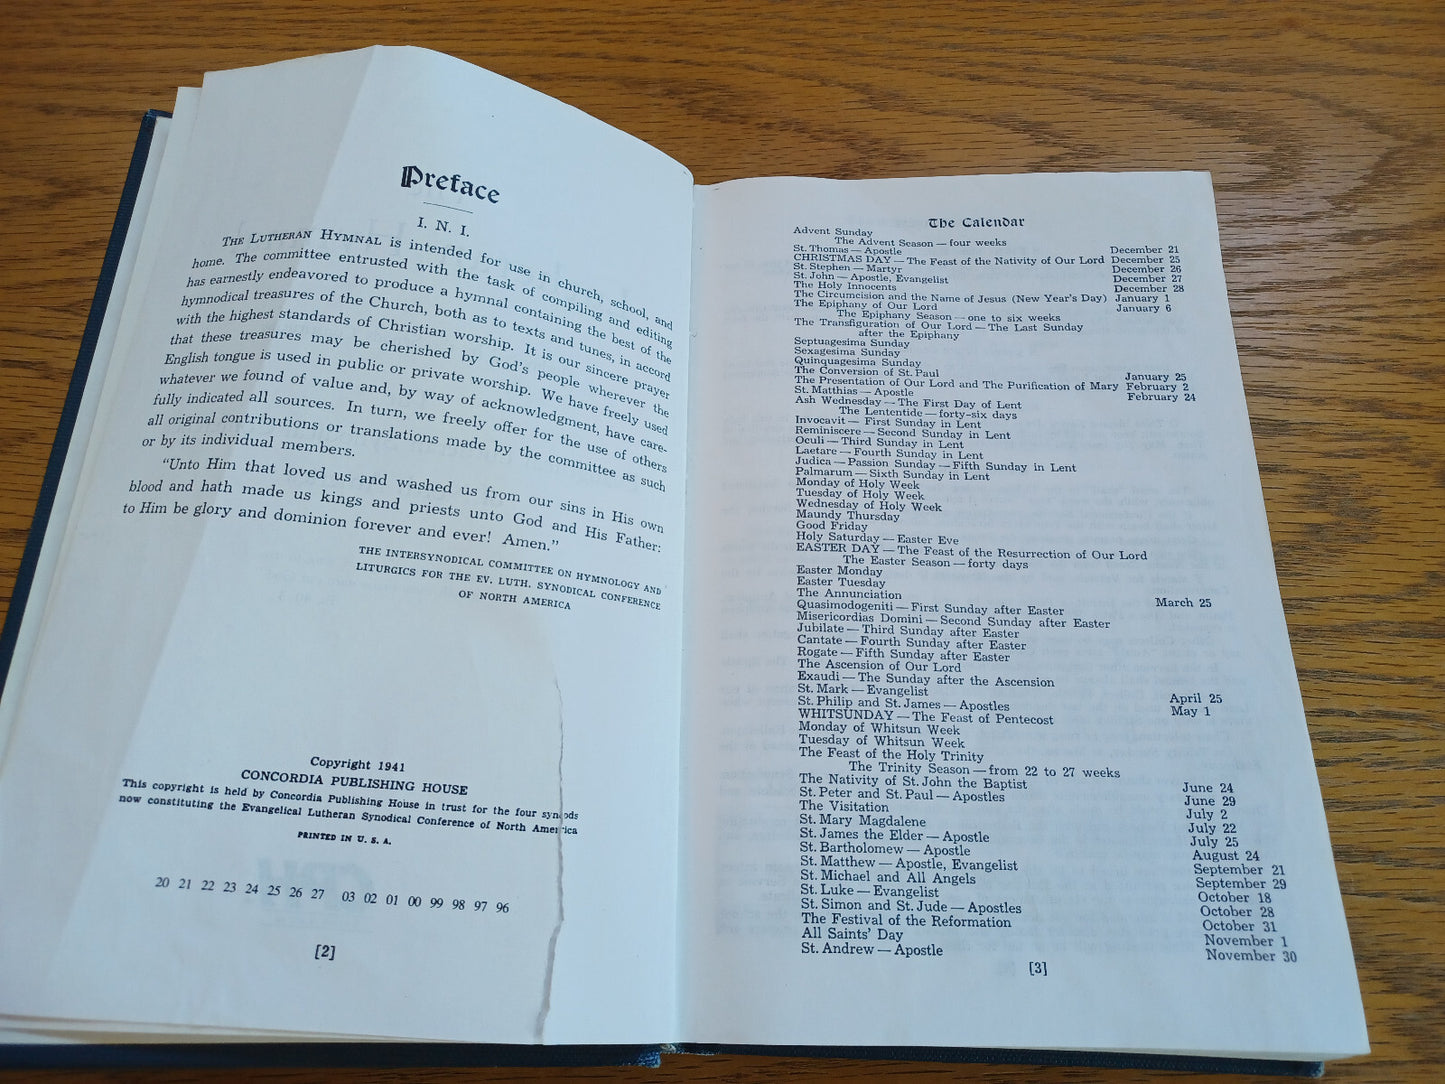 Preface
I. N. I.
THE LUTHERAN HYMNAL is intended for use in church, school, and
home. The committee entrusted with the task of compiling and editing
has earnestly endeavored to produce a hymnal containing the best of the
hymnodical treasures of the Church, both as to texts and tunes, in accord
with the highest standards of Christian worship. It is our sincere prayer
that these treasures may be cherished by God's people wherever the
English tongue is used in public or private worship. We have freely used
whatever we found of value and, by way of acknowledgment, have care-
fully indicated all sources. In turn, we freely offer for the use of others
all original contributions or translations made by the committee as such
or by its individual members.
"Unto Him that loved us and washed us from our sins in His own
blood and hath made us kings and priests unto God and His Father:
to Him be glory and dominion forever and ever! Amen."
THE INTERSYNODICAL COMMITTEE ON HYMNOLOGY AND
LITURGICS FOR THE EV. LUTH. SYNODICAL CONFERENCE
OF NORTH AMERICA
Copyright 1941
CONCORDIA PUBLISHING HOUSE
This copyright is held by Concordia Publishing House in trust for the four synods
now constituting the Evangelical Lutheran Synodical Conference of North America
PRINTED IN U. S. A.
20 21 22 23 24 25 26 27 03 02 01 00 99 98 97 96
[2]
The Calendar
Advent Sunday
The Advent Season — four weeks
St. Thomas — Apostle December 21
CHRISTMAS DAY — The Feast of the Nativity of Our Lord December 25
St. Stephen — Martyr December 26
St. John — Apostle, Evangelist December 27
The Holy Innocents December 28
The Circumcision and the Name of Jesus (New Year's Day) January 1
The Epiphany of Our Lord January 6
The Epiphany Season — one to six weeks
The Transfiguration of Our Lord — The Last Sunday
after the Epiphany
Septuagesima Sunday
Sexagesima Sunday
Quinquagesima Sunday
The Conversion of St. Paul January 25
The Presentation of Our Lord and The Purification of Mary February 2
St. Matthias — Apostle February 24
Ash Wednesday — The First Day of Lent
The Lententide — forty-six days
Invocavit — First Sunday in Lent
Reminiscere — Second Sunday in Lent
Oculi — Third Sunday in Lent
Laetare — Fourth Sunday in Lent
Judica — Passion Sunday — Fifth Sunday in Lent
Palmarum — Sixth Sunday in Lent
Monday of Holy Week
Tuesday of Holy Week
Wednesday of Holy Week
Maundy Thursday
Good Friday
Holy Saturday — Easter Eve
EASTER DAY — The Feast of the Resurrection of Our Lord
The Easter Season — forty days
Easter Monday
Easter Tuesday
The Annunciation March 25
Quasimodogeniti — First Sunday after Easter
Misericordias Domini — Second Sunday after Easter
Jubilate — Third Sunday after Easter
Cantate — Fourth Sunday after Easter
Rogate — Fifth Sunday after Easter
The Ascension of Our Lord
Exaudi — The Sunday after the Ascension
St. Mark — Evangelist April 25
St. Philip and St. James — Apostles May 1
WHITSUNDAY — The Feast of Pentecost
Monday of Whitsun Week
Tuesday of Whitsun Week
The Feast of the Holy Trinity
The Trinity Season — from 22 to 27 weeks
The Nativity of St. John the Baptist June 24
St. Peter and St. Paul — Apostles June 29
The Visitation July 2
St. Mary Magdalene July 22
St. James the Elder — Apostle July 25
St. Bartholomew — Apostle August 24
St. Matthew — Apostle, Evangelist September 21
St. Michael and All Angels September 29
St. Luke — Evangelist October 18
St. Simon and St. Jude — Apostles October 28
The Festival of the Reformation October 31
All Saints' Day November 1
St. Andrew — Apostle November 30
[3]